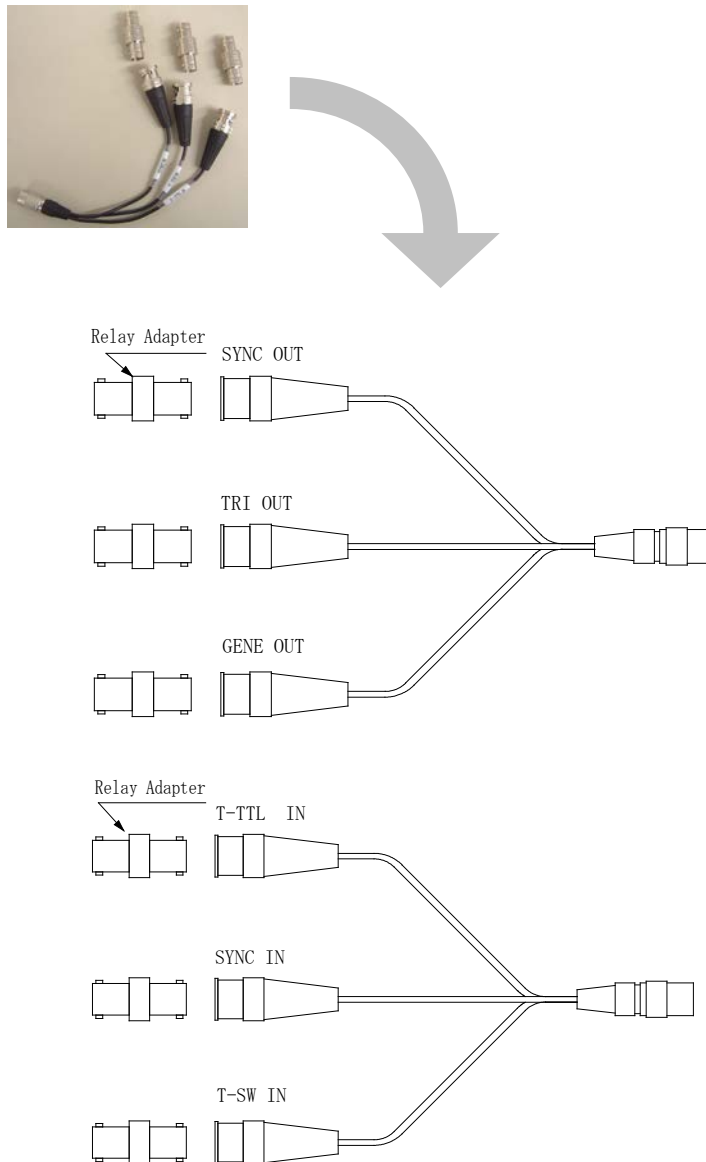 Relay Adapter
SYNC OUT
TRI OUT
GENE OUT
Relay Adapter
T-TTL IN
SYNC IN
T-SW IN